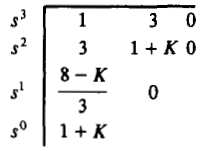 s³ 1 3 0
s² 3 1 + K 0
s¹ 8 − K / 3 0
s⁰ 1 + K